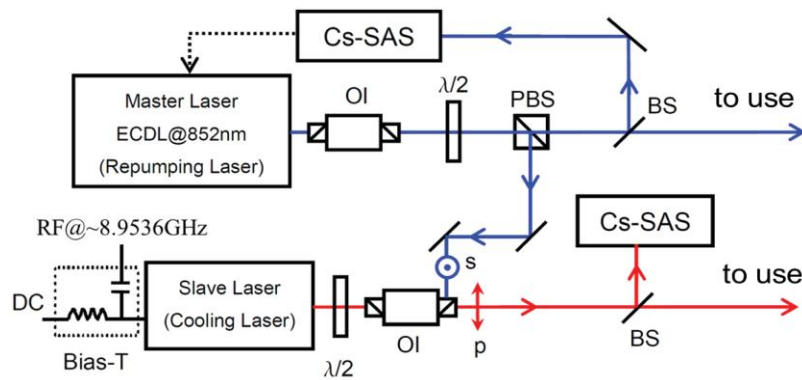 Cs-SAS
Master Laser
ECDL@852nm
(Repumping Laser)
OI
λ/2
PBS
BS
to use
RF@~8.9536GHz
DC
Bias-T
Slave Laser
(Cooling Laser)
λ/2
OI
s
p
Cs-SAS
BS
to use